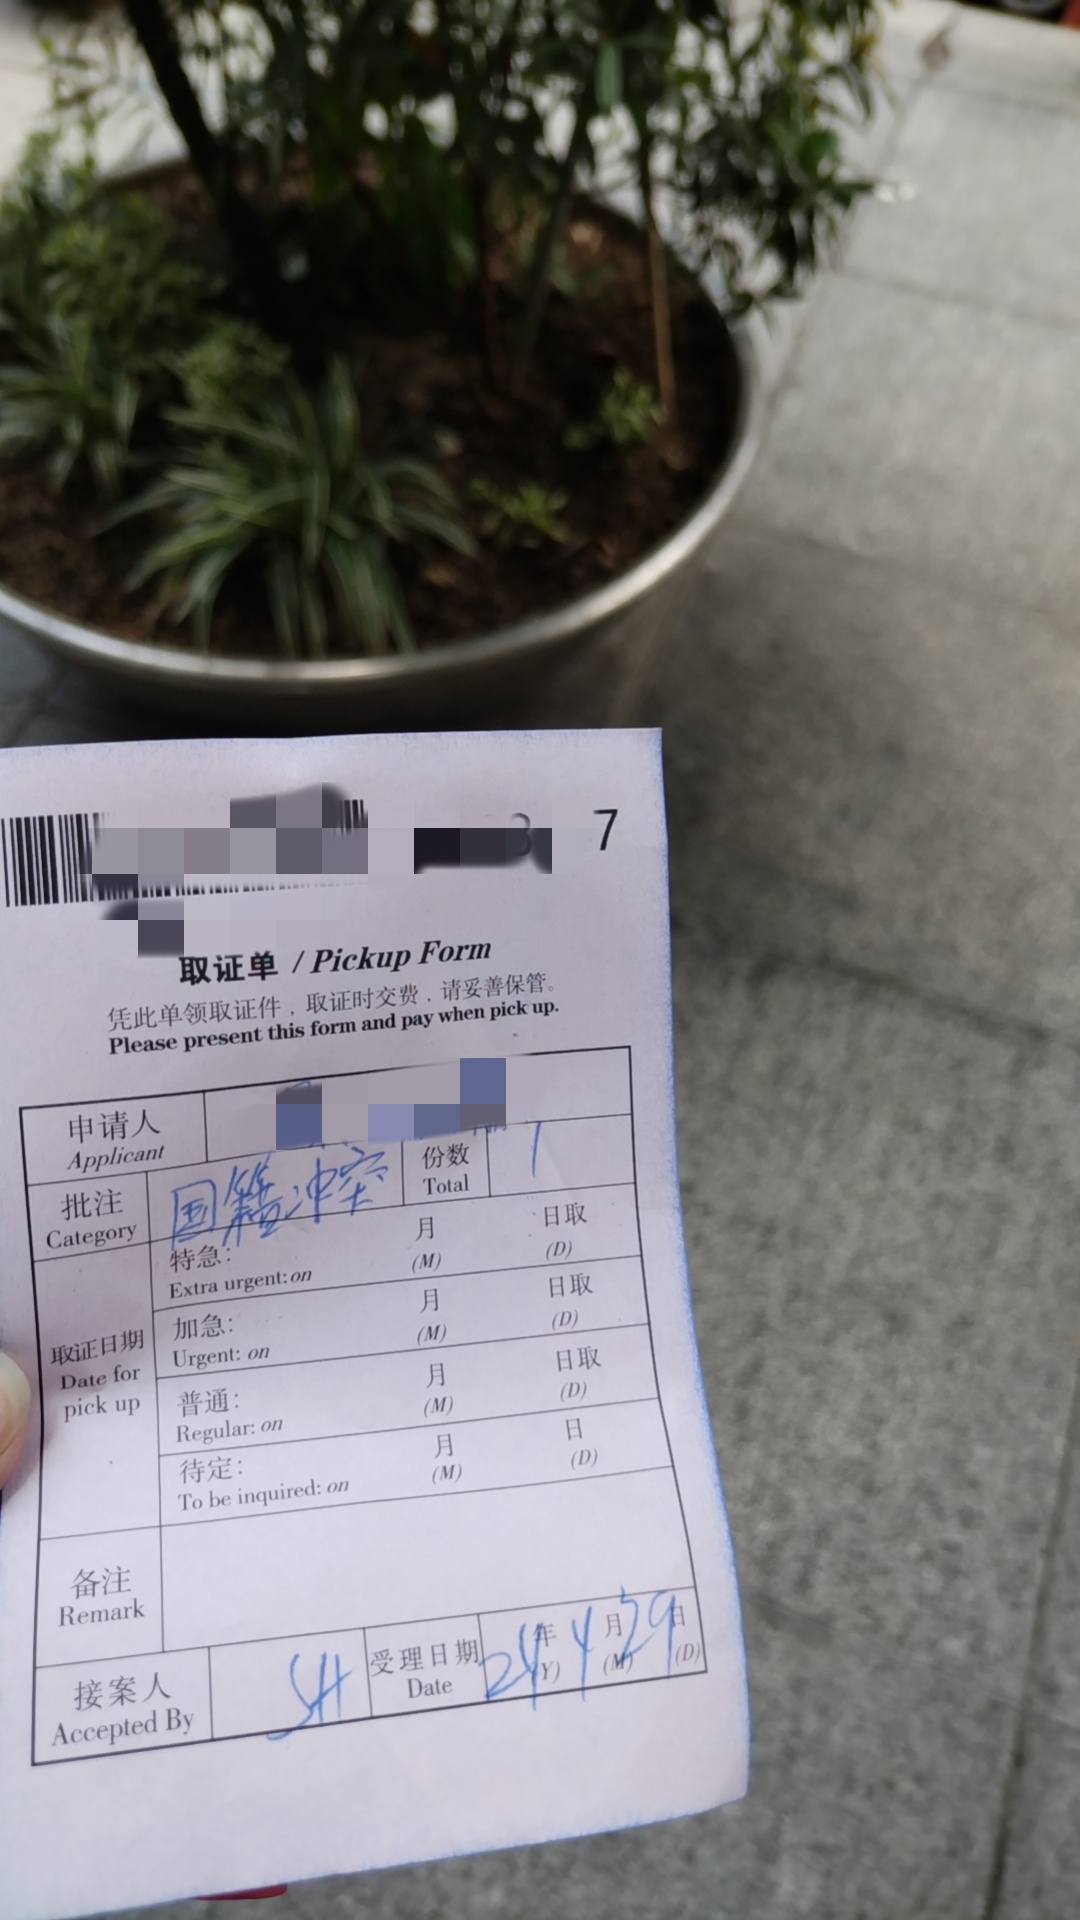 7
取证单 / Pickup Form
凭此单领取证件，取证时交费，请妥善保管。
Please present this form and pay when pick up.
申请人
Applicant
批注
Category
国籍冲突
份数
Total
1
取证日期
Date for
pick up
特急: 月 日取
Extra urgent: on (M) (D)
加急: 月 日取
Urgent: on (M) (D)
普通: 月 日取
Regular: on (M) (D)
待定: 月 日
To be inquired: on (M) (D)
备注
Remark
接案人
Accepted By
SH
受理日期
Date
24年 4月 29日
(Y) (M) (D)